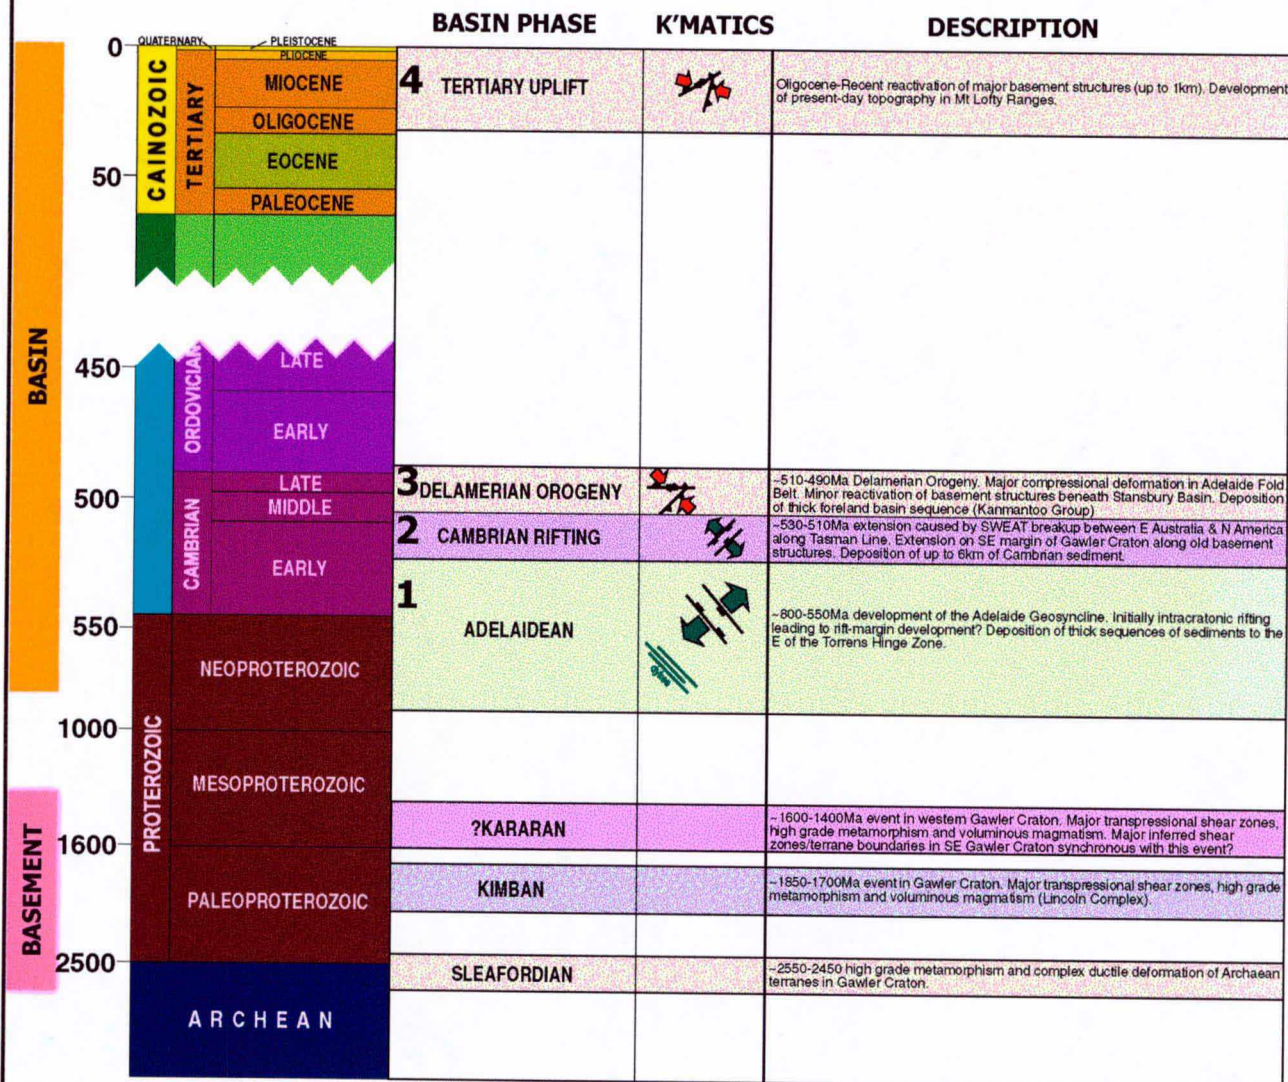 BASIN PHASE K'MATICS DESCRIPTION
0
QUATERNARY
PLEISTOCENE
PLIOCENE
CAINOZOIC
TERTIARY
MIOCENE
OLIGOCENE
EOCENE
PALEOCENE
50
4 TERTIARY UPLIFT
Oligocene-Recent reactivation of major basement structures (up to 1km). Development
of present-day topography in Mt Lofty Ranges.
BASIN
450
ORDOVICIAN
LATE
EARLY
500
CAMBRIAN
LATE
MIDDLE
EARLY
3 DELAMERIAN OROGENY
~510-490Ma Delamerian Orogeny. Major compressional deformation in Adelaide Fold
Belt. Minor reactivation of basement structures beneath Stansbury Basin. Deposition
of thick foreland basin sequence (Kanmantoo Group)
2 CAMBRIAN RIFTING
~530-510Ma extension caused by SWEAT breakup between E Australia & N America
along Tasman Line. Extension on SE margin of Gawler Craton along old basement
structures. Deposition of up to 6km of Cambrian sediment.
1
ADELAIDEAN
~800-550Ma development of the Adelaide Geosyncline. Initially intracratonic rifting
leading to rift-margin development? Deposition of thick sequences of sediments to the
E of the Torrens Hinge Zone.
550
PROTEROZOIC
NEOPROTEROZOIC
1000
MESOPROTEROZOIC
BASEMENT
1600
?KARARAN
~1600-1400Ma event in western Gawler Craton. Major transpressional shear zones,
high grade metamorphism and voluminous magmatism. Major inferred shear
zones/terrane boundaries in SE Gawler Craton synchronous with this event?
PALEOPROTEROZOIC
KIMBAN
~1850-1700Ma event in Gawler Craton. Major transpressional shear zones, high grade
metamorphism and voluminous magmatism (Lincoln Complex).
2500
SLEAFORDIAN
~2550-2450 high grade metamorphism and complex ductile deformation of Archaean
terranes in Gawler Craton.
ARCHEAN